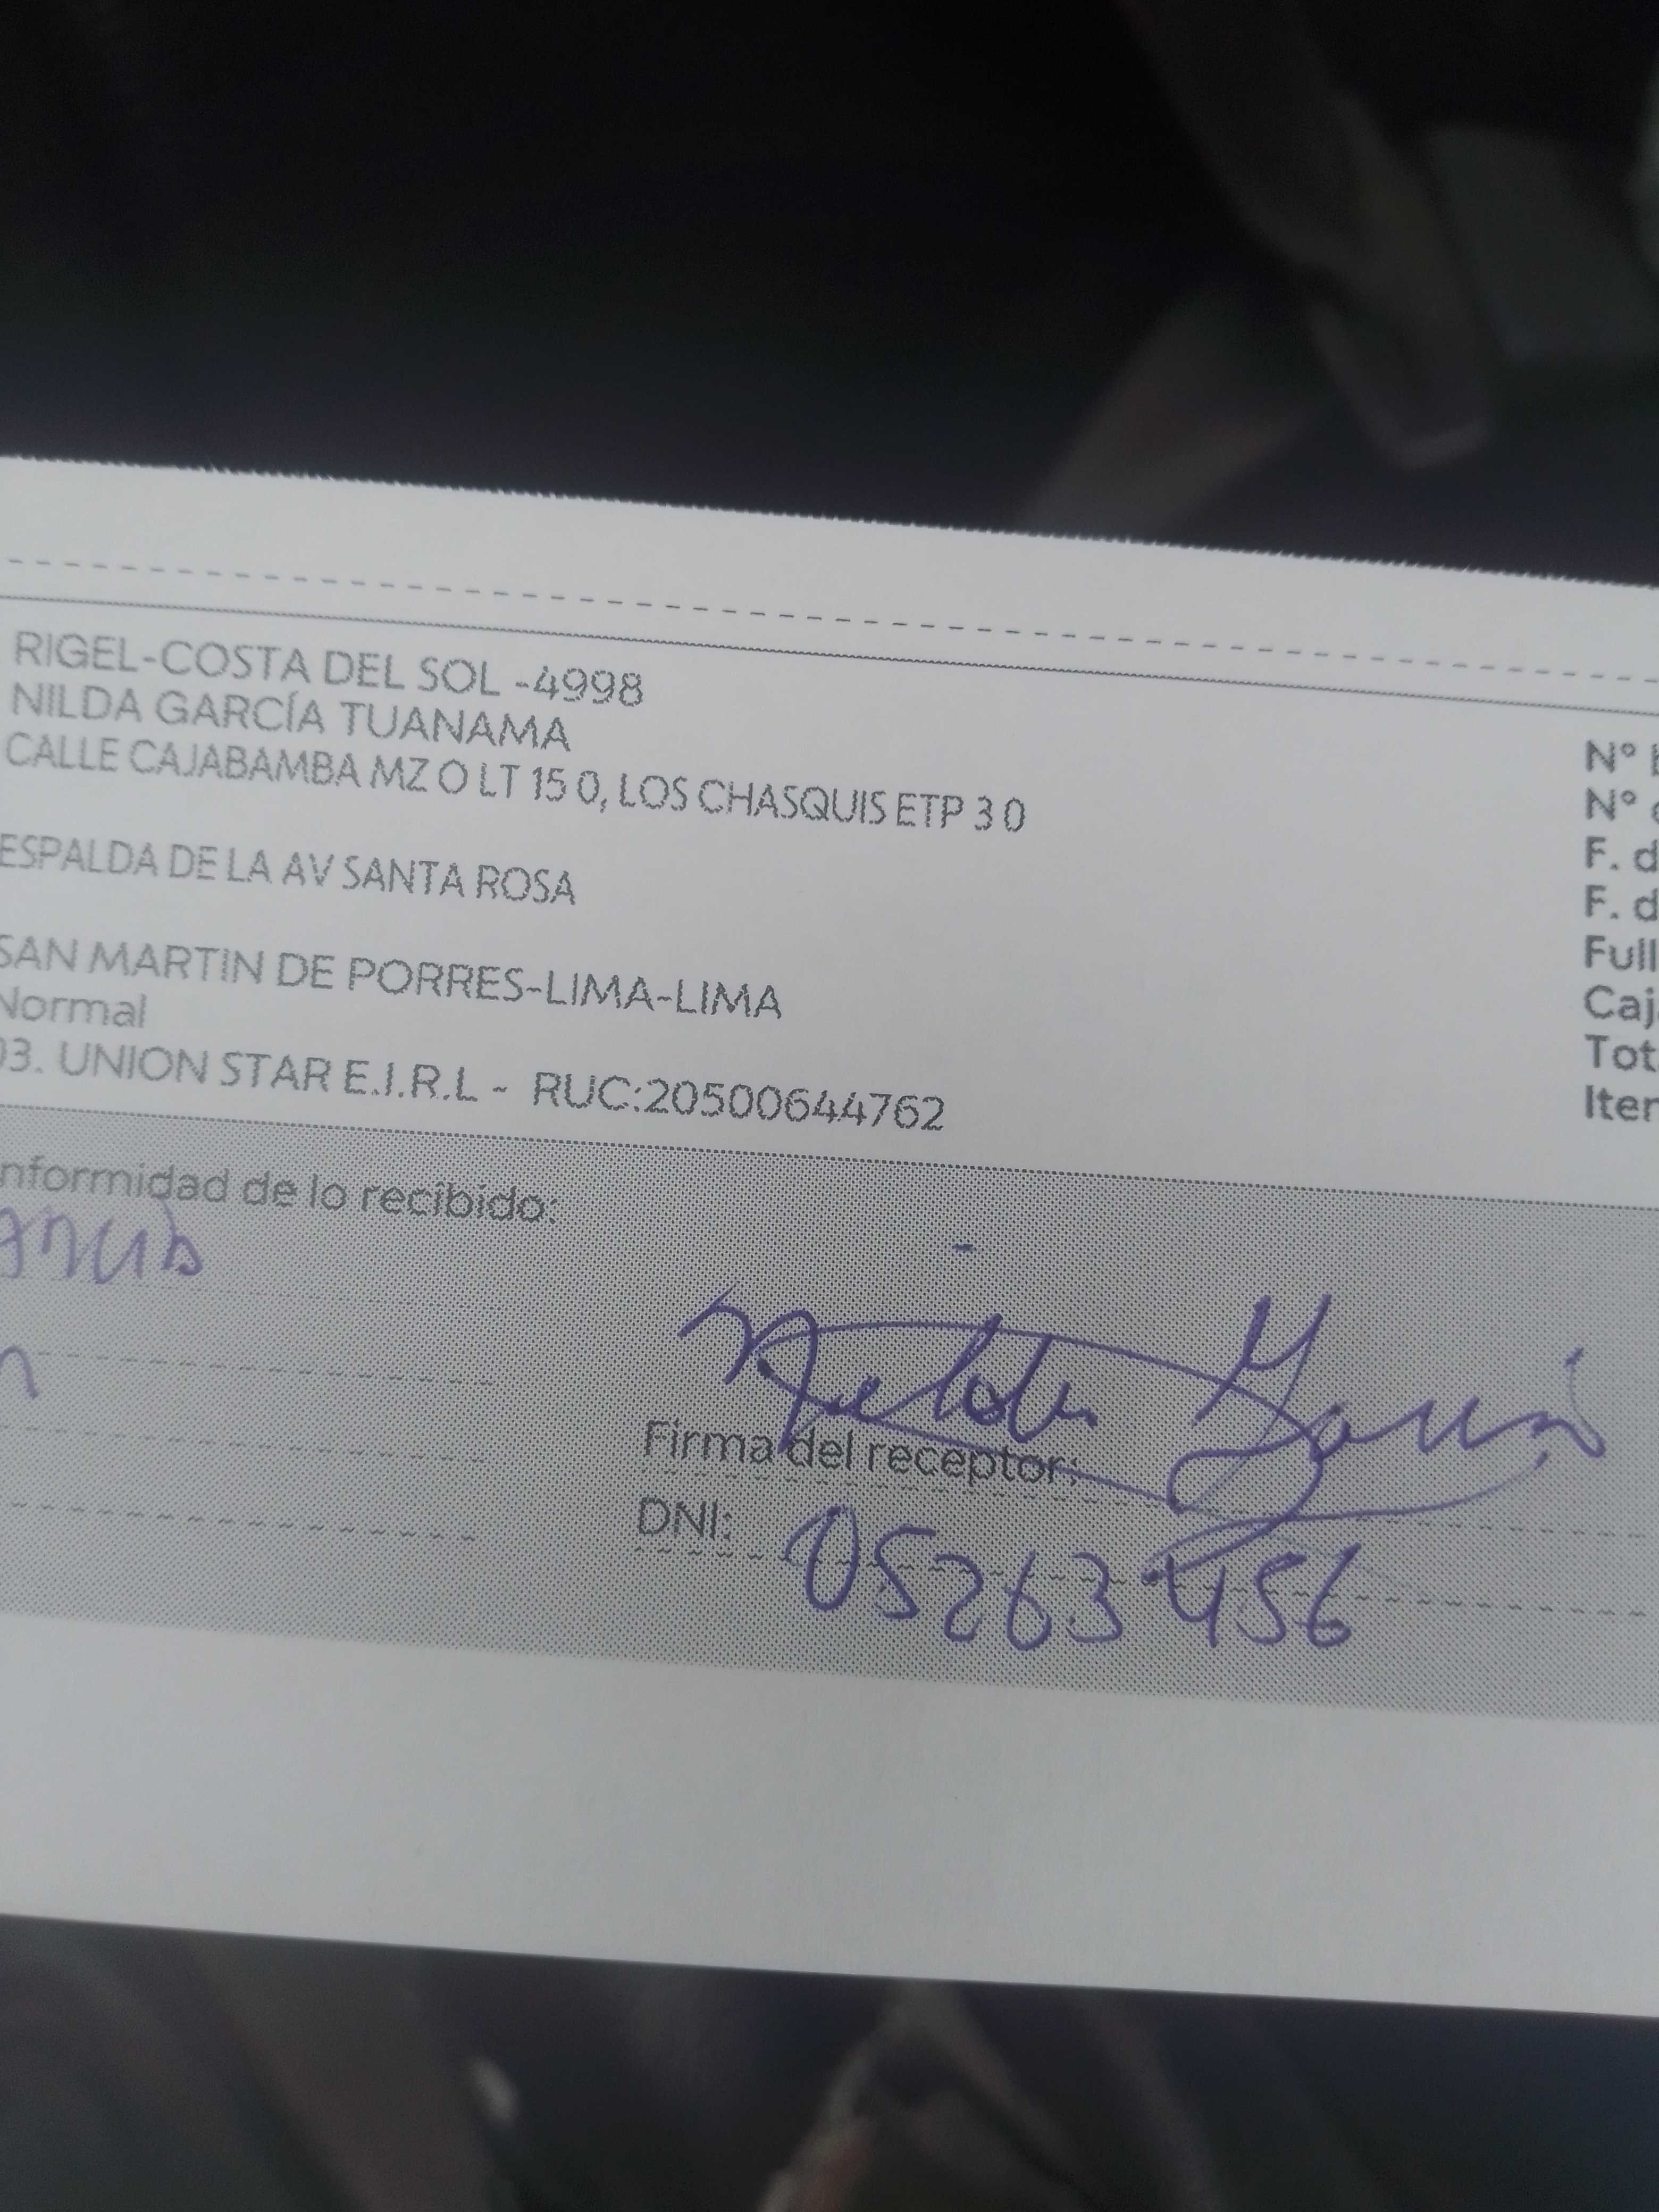 RIGEL-COSTA DEL SOL -4998
NILDA GARCÍA TUANAMA
CALLE CAJABAMBA MZ O LT 15 0, LOS CHASQUIS ETP 3 0
ESPALDA DE LA AV SANTA ROSA
SAN MARTIN DE PORRES-LIMA-LIMA
Normal
03. UNION STAR E.I.R.L - RUC:20500644762
N°
N°
F. d
F. d
Full
Caj
Tot
Iter
nformidad de lo recibido:
Firma del receptor:
DNI: 05263456